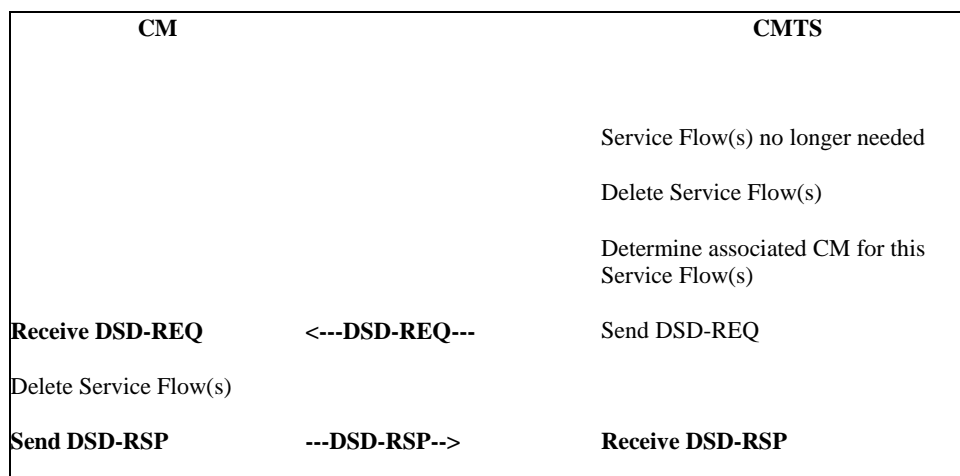 CM CMTS
Service Flow(s) no longer needed
Delete Service Flow(s)
Determine associated CM for this
Service Flow(s)
Receive DSD-REQ <---DSD-REQ--- Send DSD-REQ
Delete Service Flow(s)
Send DSD-RSP ---DSD-RSP--> Receive DSD-RSP